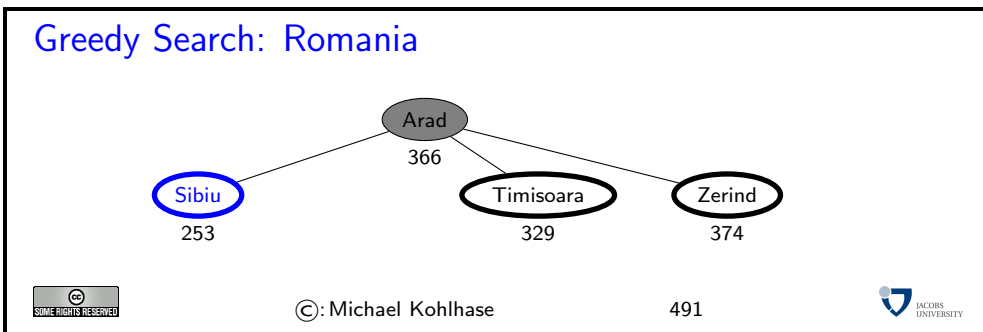 Greedy Search: Romania
Arad
366
Sibiu
Timisoara
Zerind
253
329
374
cc
SOME RIGHTS RESERVED
©: Michael Kohlhase
491
JACOBS
UNIVERSITY